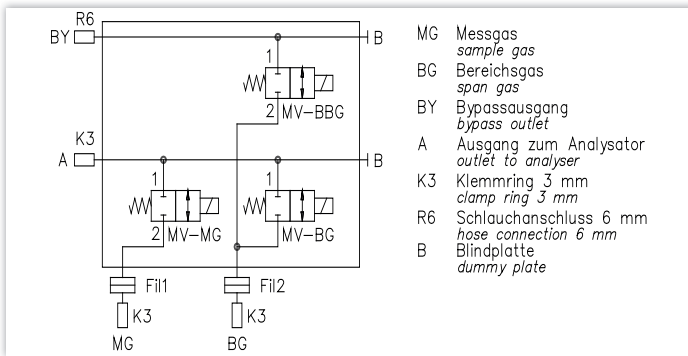 R6
BY
B
1
2
MV-BBG
K3
A
B
1
1
2
MV-MG
2
MV-BG
Fil1
Fil2
K3
K3
MG
BG
MG Messgas
sample gas
BG Bereichsgas
span gas
BY Bypassausgang
bypass outlet
A Ausgang zum Analysator
outlet to analyser
K3 Klemmring 3 mm
clamp ring 3 mm
R6 Schlauchanschluss 6 mm
hose connection 6 mm
B Blindplatte
dummy plate